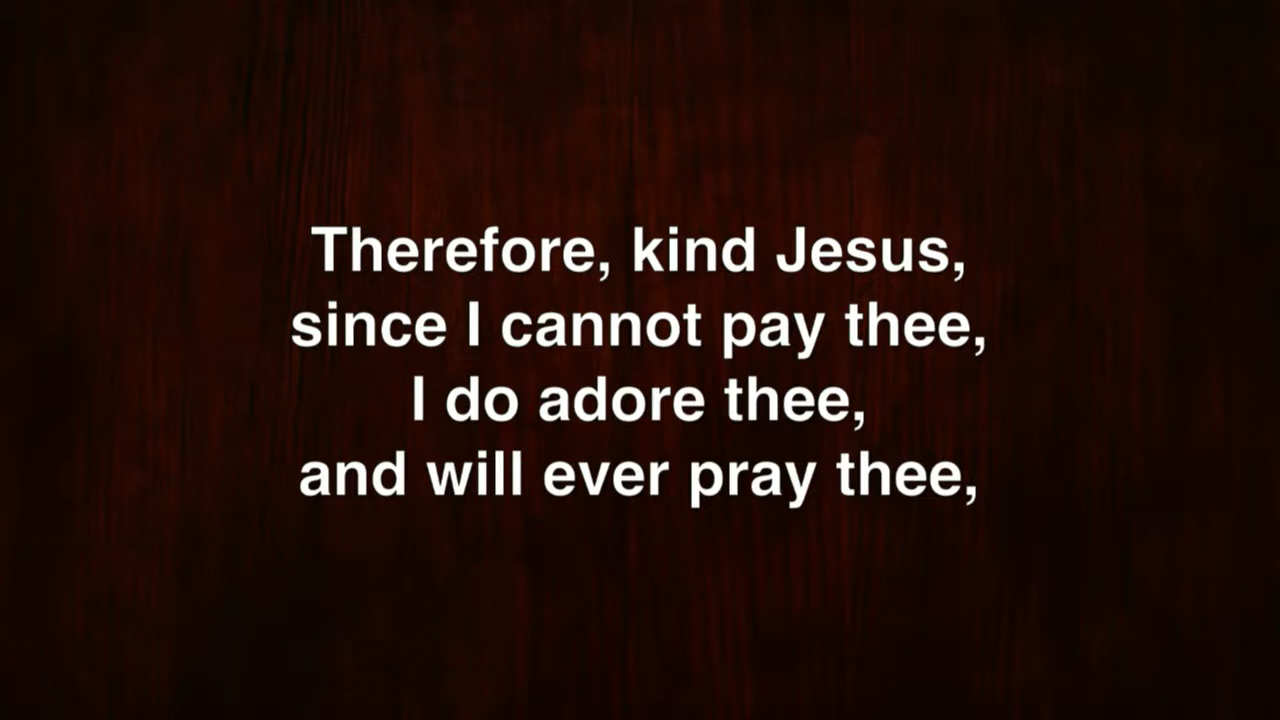 Therefore, kind Jesus,
since I cannot pay thee,
I do adore thee,
and will ever pray thee,